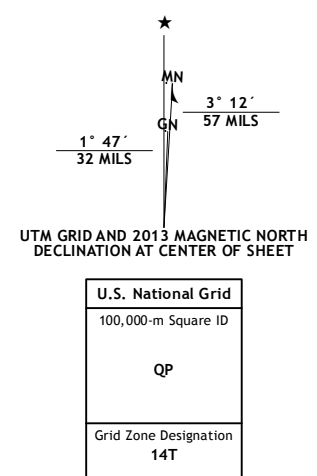 ★
MN
3° 12´
57 MILS
GN
1° 47´
32 MILS
UTM GRID AND 2013 MAGNETIC NORTH
DECLINATION AT CENTER OF SHEET
U.S. National Grid
100,000-m Square ID
QP
Grid Zone Designation
14T